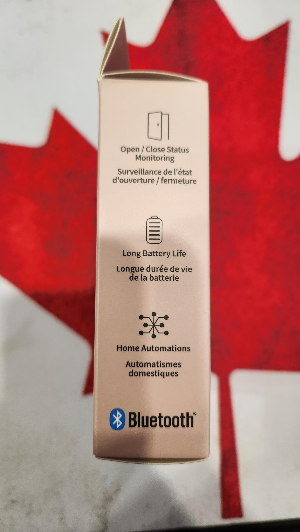 Open / Close Status
Monitoring
Surveillance de l'état
d'ouverture / fermeture
Long Battery Life
Longue durée de vie
de la batterie
Home Automations
Automatismes
domestiques
Bluetooth®